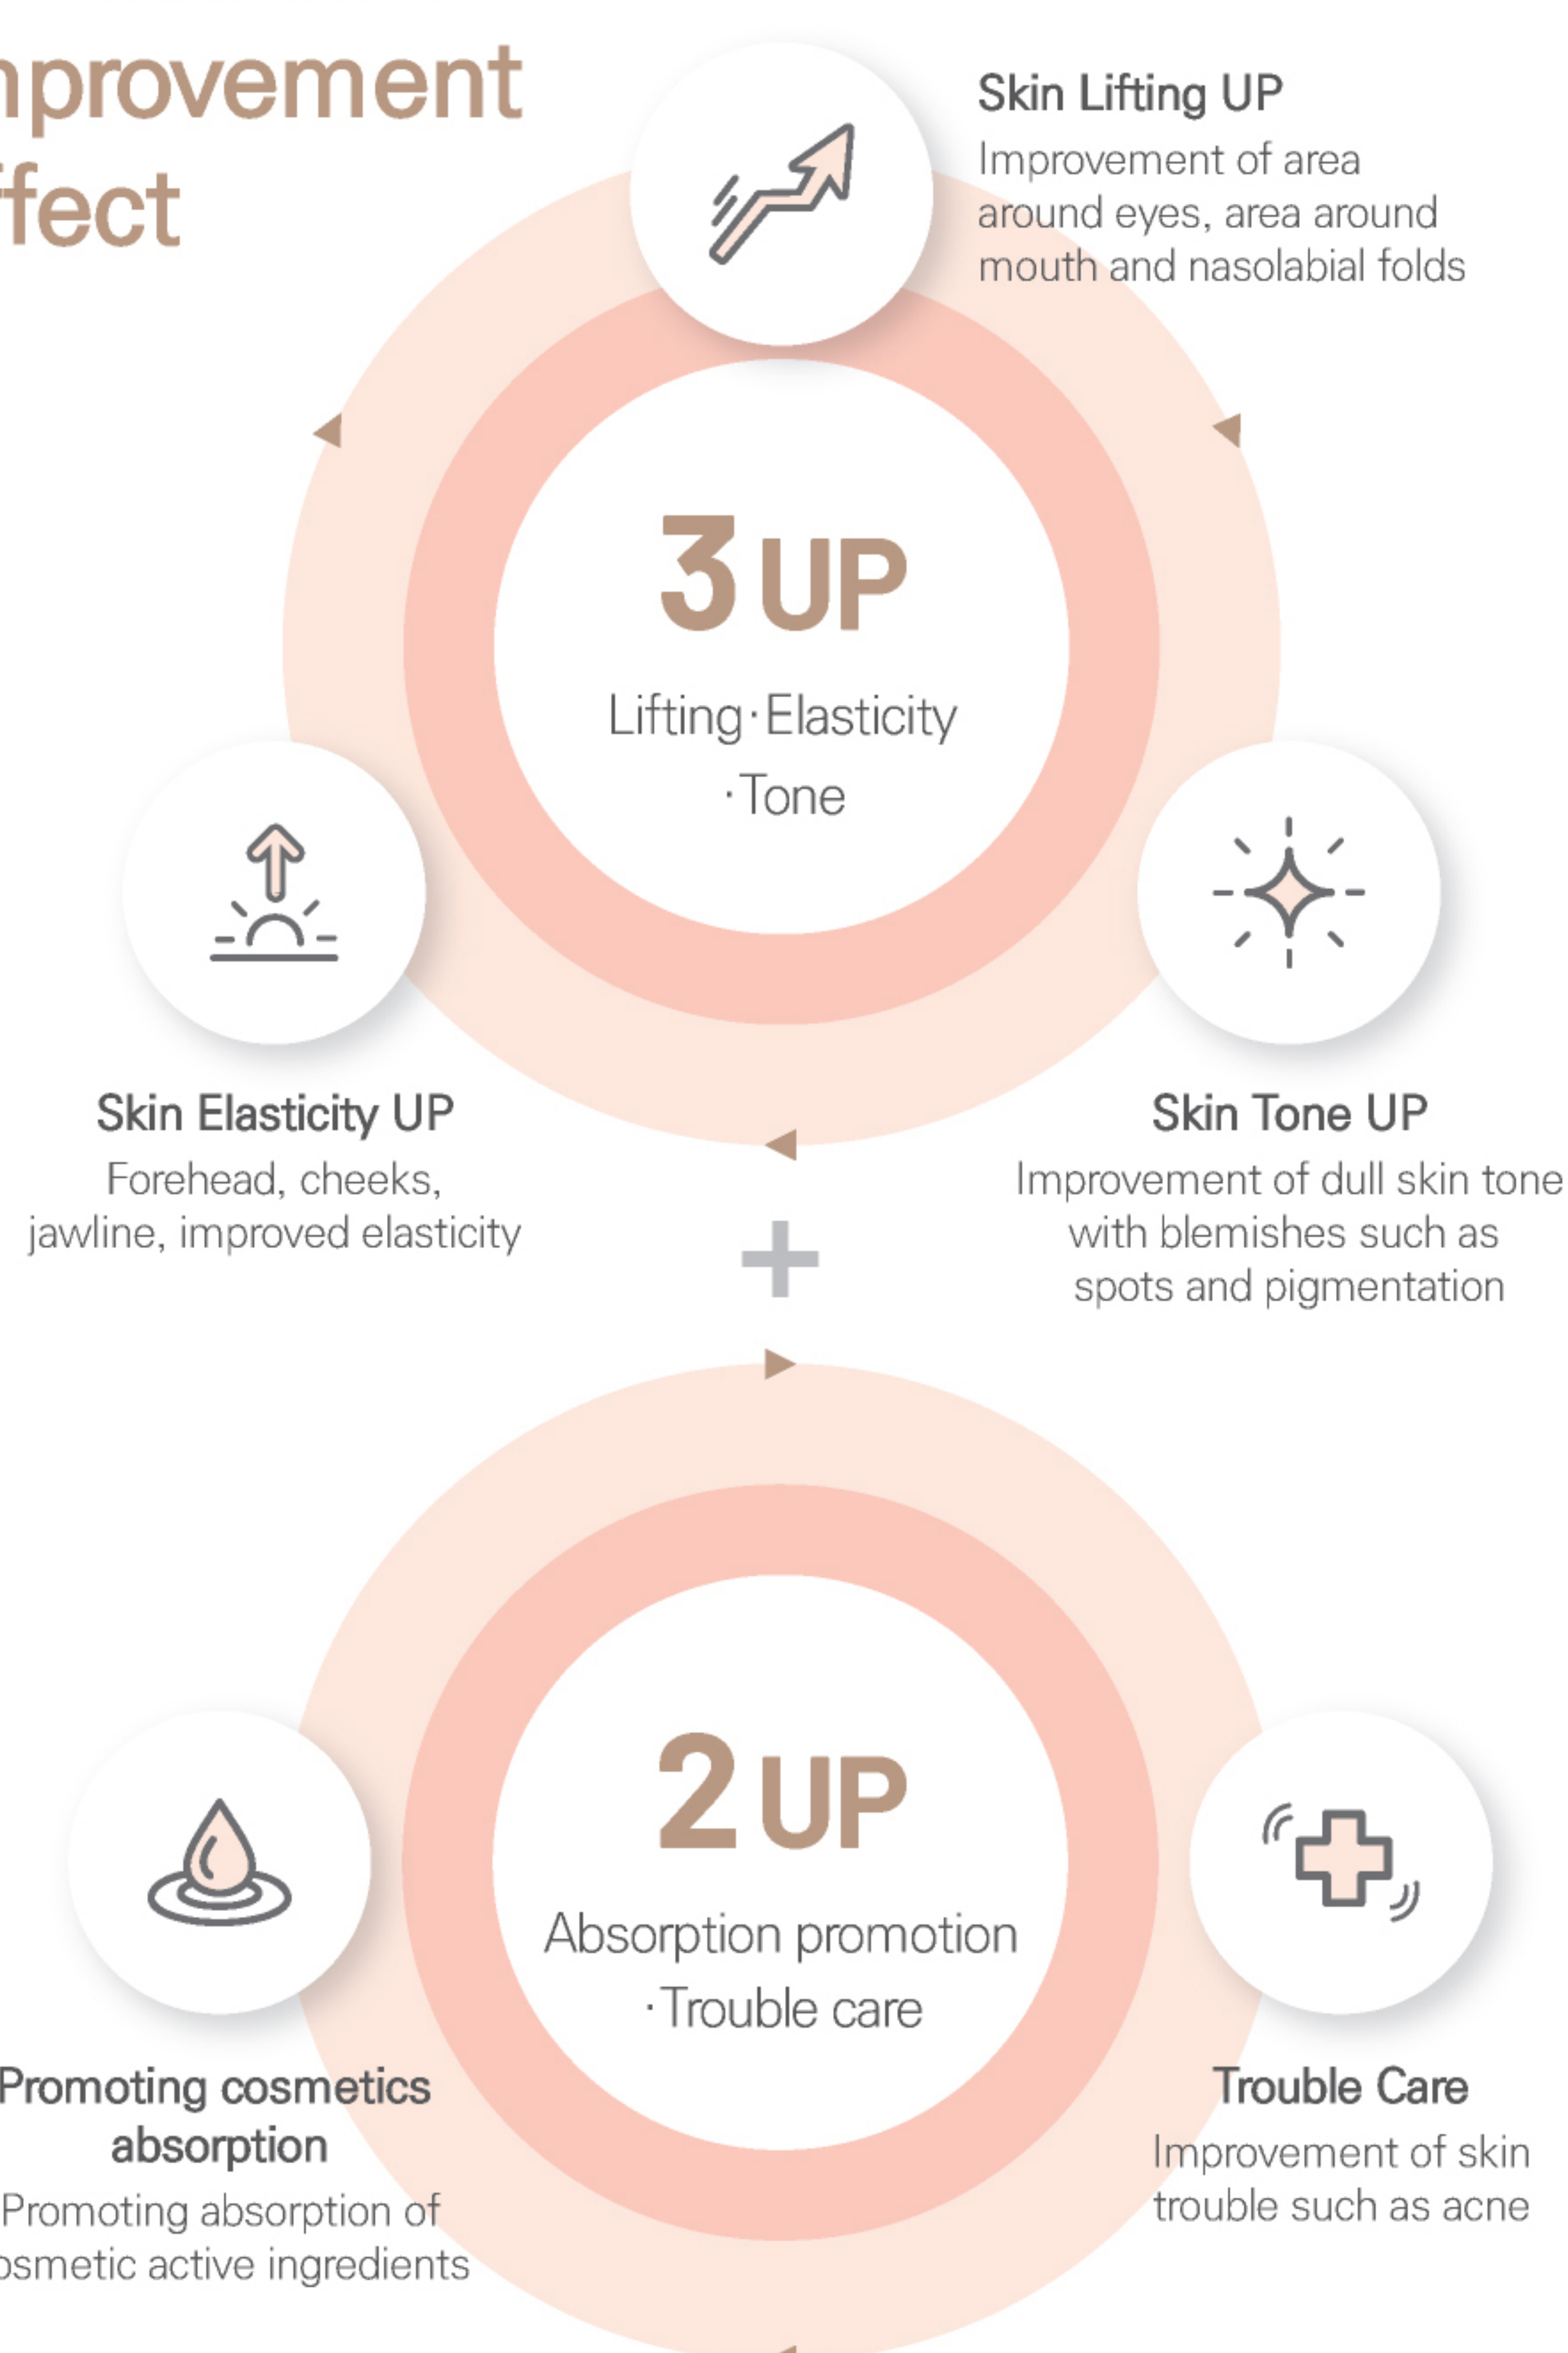 mprovement
ffect
Skin Lifting UP
Improvement of area
around eyes, area around
mouth and nasolabial folds
3 UP
Lifting·Elasticity
·Tone
Skin Elasticity UP
Forehead, cheeks,
jawline, improved elasticity
Skin Tone UP
Improvement of dull skin tone
with blemishes such as
spots and pigmentation
+
2 UP
Absorption promotion
·Trouble care
Promoting cosmetics
absorption
Promoting absorption of
osmetic active ingredients
Trouble Care
Improvement of skin
trouble such as acne